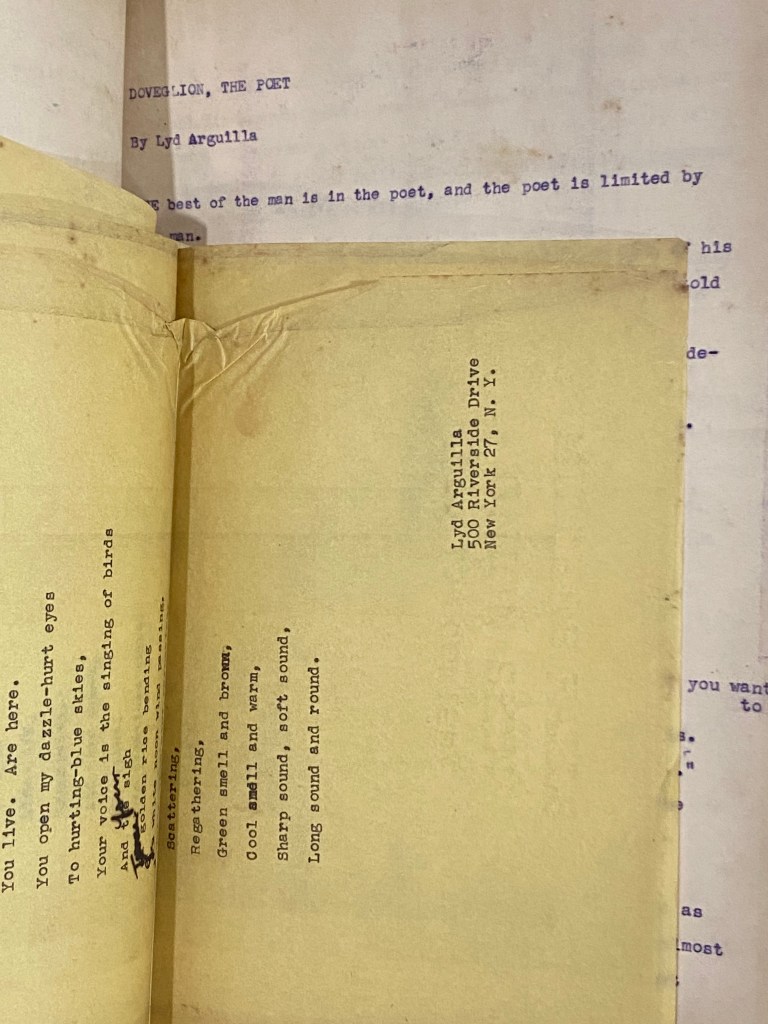 DOVEGLION, THE POET
By Lyd Arguilla
best of the man is in the poet, and the poet is limited by
man.
his
old
de-
.
you want
to
s.
."
e
as
lmost
You live. Are here.
You open my dazzle-hurt eyes
To hurting-blue skies,
Your voice is the singing of birds
And sigh
golden rice bending
noon wind passing.
Scattering,
Regathering,
Green smell and brown,
Cool smell and warm,
Sharp sound, soft sound,
Long sound and round.
Lyd Arguilla
500 Riverside Drive
New York 27, N. Y.